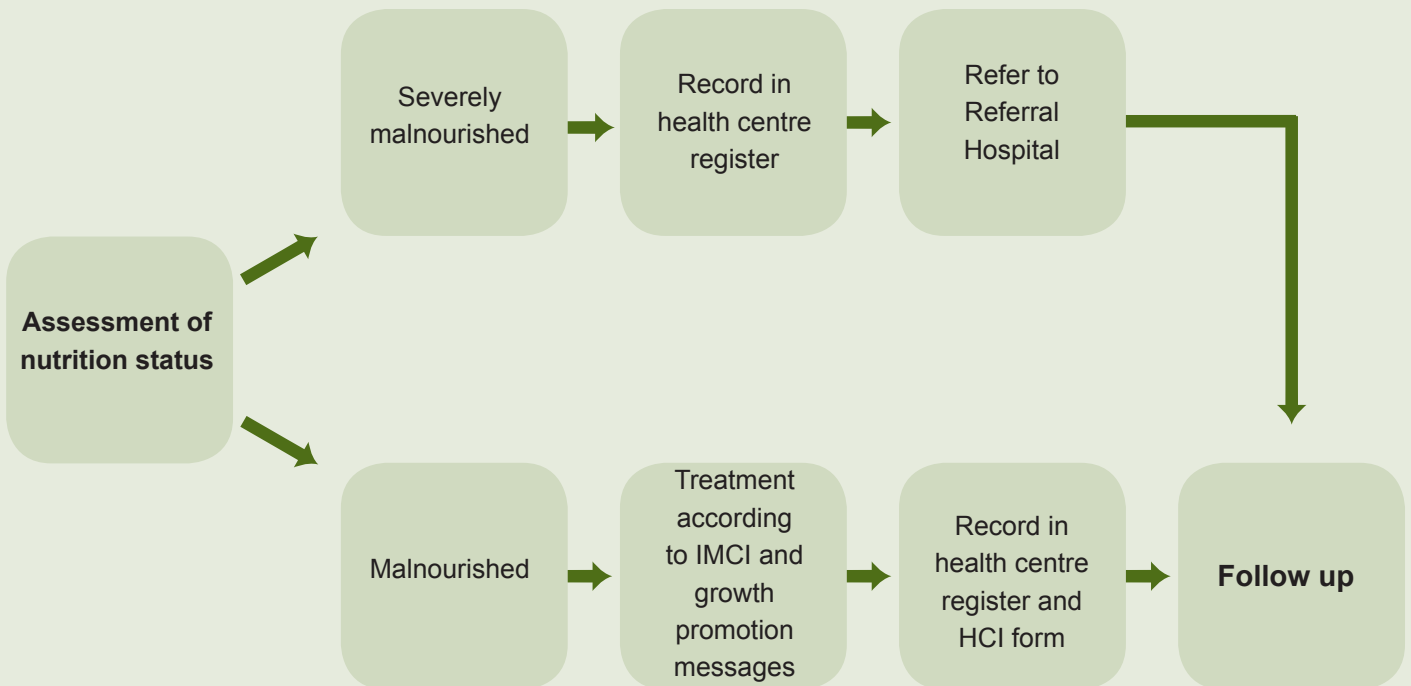 Severely
malnourished
Record in
health centre
register
Refer to
Referral
Hospital
Assessment of
nutrition status
Malnourished
Treatment
according
to IMCI and
growth
promotion
messages
Record in
health centre
register and
HCI form
Follow up